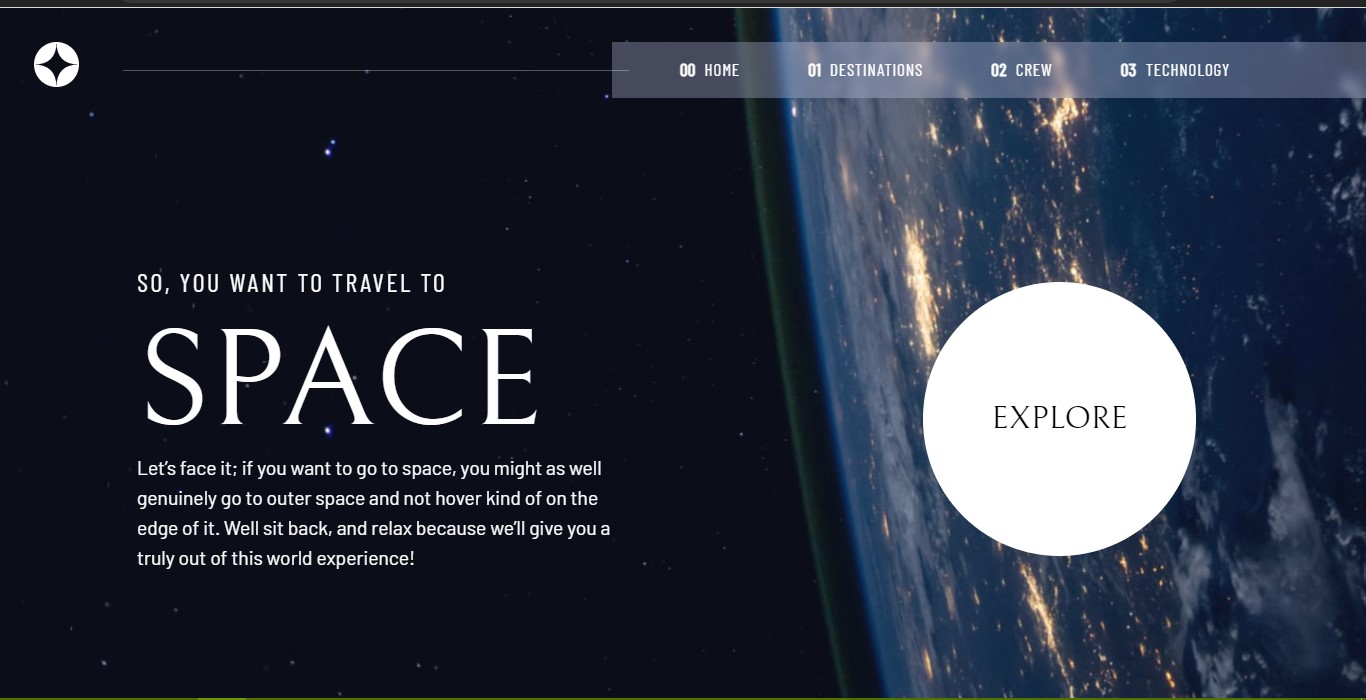 00 HOME 01 DESTINATIONS 02 CREW 03 TECHNOLOGY
SO, YOU WANT TO TRAVEL TO
SPACE
Let’s face it; if you want to go to space, you might as well
genuinely go to outer space and not hover kind of on the
edge of it. Well sit back, and relax because we’ll give you a
truly out of this world experience!
EXPLORE